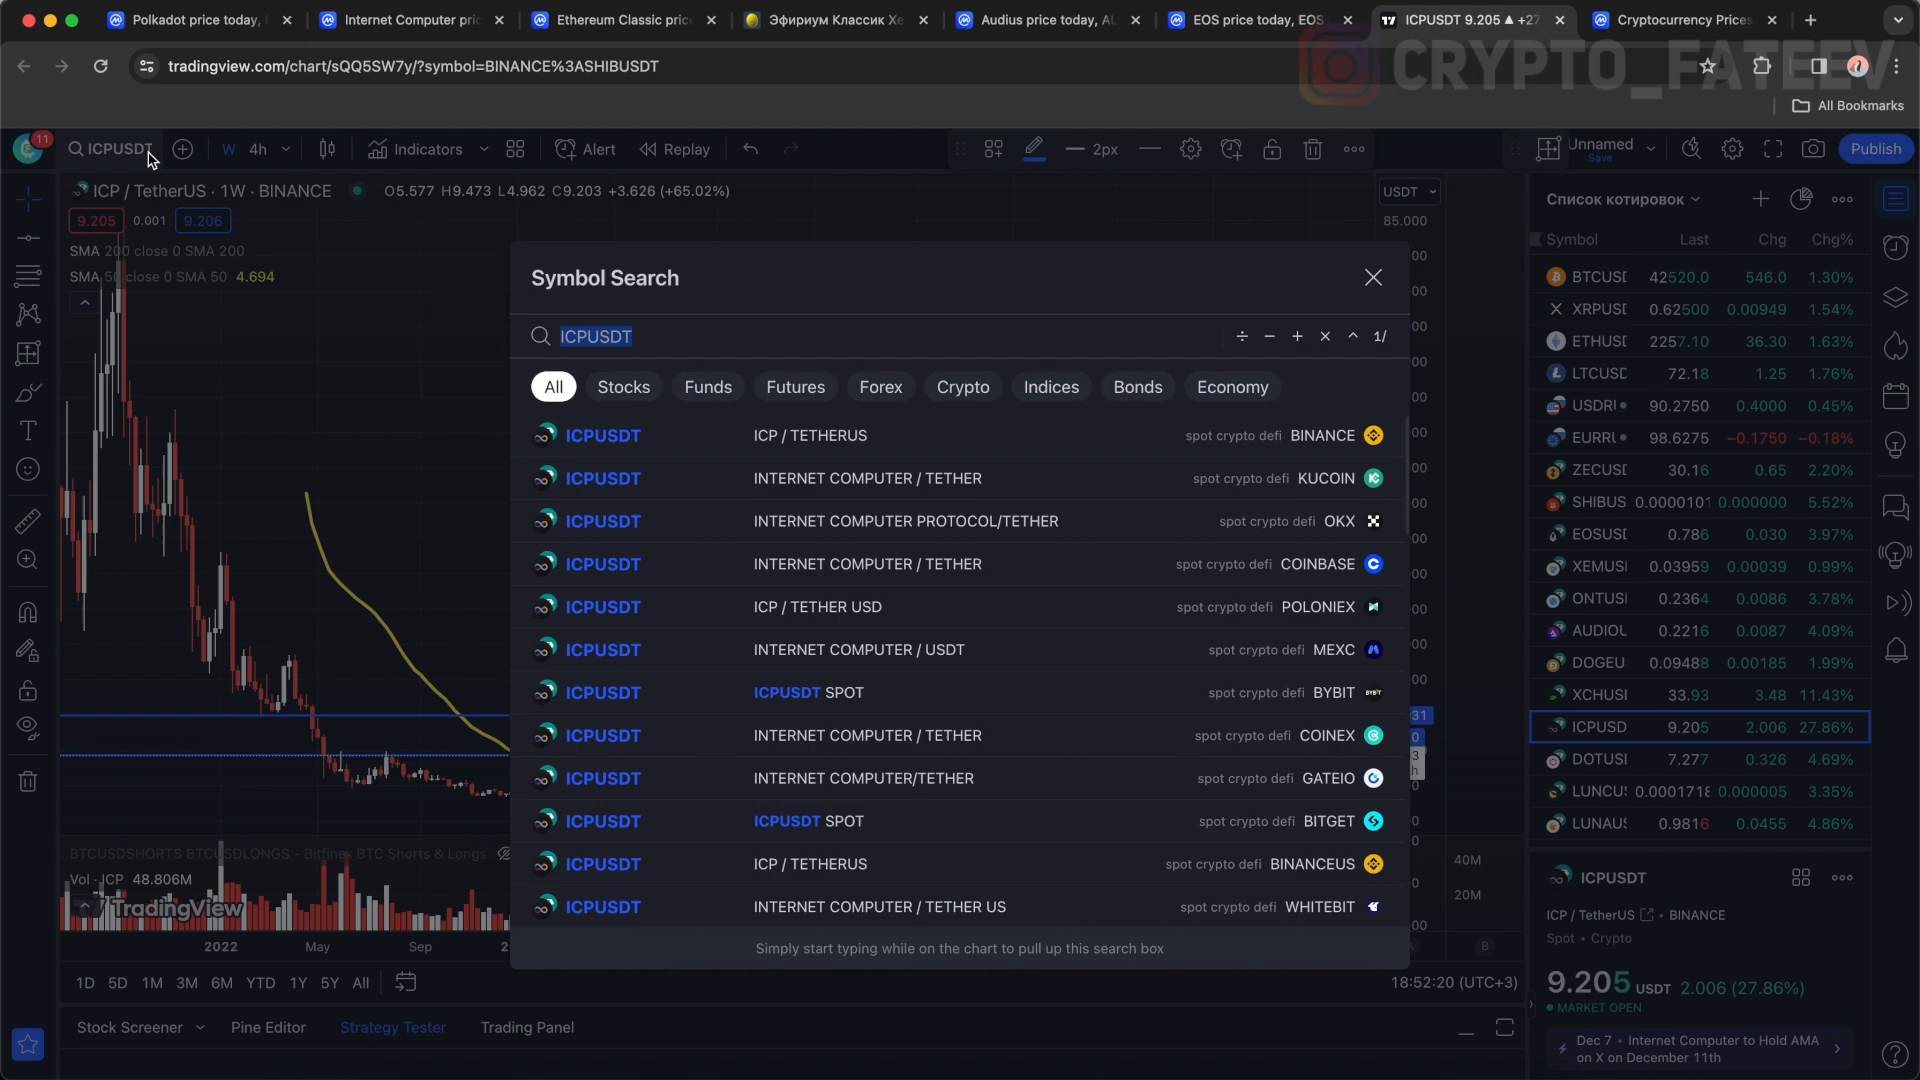 Polkadot price today,
Internet Computer pric
Ethereum Classic price
Эфириум Классик Хе
Audius price today, AU
EOS price today, EOS
ICPUSDT 9.205 ▲ +27
Cryptocurrency Prices
tradingview.com/chart/sQQ5SW7y/?symbol=BINANCE%3ASHIBUSDT
CRYPTO_FATEEV
All Bookmarks
11
ICPUSDT
W 4h
Indicators
Alert
Replay
2px
Unnamed
Save
Publish
ICP / TetherUS · 1W · BINANCE
O5.577 H9.473 L4.962 C9.203 +3.626 (+65.02%)
9.205 0.001 9.206
SMA 200 close 0 SMA 200
SMA 50 close 0 SMA 50 4.694
USDT
85.000
Symbol Search
ICPUSDT
÷ − + × ^ 1/
All Stocks Funds Futures Forex Crypto Indices Bonds Economy
ICPUSDT ICP / TETHERUS spot crypto defi BINANCE
ICPUSDT INTERNET COMPUTER / TETHER spot crypto defi KUCOIN
ICPUSDT INTERNET COMPUTER PROTOCOL/TETHER spot crypto defi OKX
ICPUSDT INTERNET COMPUTER / TETHER spot crypto defi COINBASE
ICPUSDT ICP / TETHER USD spot crypto defi POLONIEX
ICPUSDT INTERNET COMPUTER / USDT spot crypto defi MEXC
ICPUSDT ICPUSDT SPOT spot crypto defi BYBIT
ICPUSDT INTERNET COMPUTER / TETHER spot crypto defi COINEX
ICPUSDT INTERNET COMPUTER/TETHER spot crypto defi GATEIO
ICPUSDT ICPUSDT SPOT spot crypto defi BITGET
ICPUSDT ICP / TETHERUS spot crypto defi BINANCEUS
ICPUSDT INTERNET COMPUTER / TETHER US spot crypto defi WHITEBIT
Simply start typing while on the chart to pull up this search box
BTCUSDSHORTS BTCUSDLONGS - Bitfinex BTC Shorts & Longs
Vol · ICP 48.806M
TradingView
40M
20M
2022 May Sep
B
1D 5D 1M 3M 6M YTD 1Y 5Y All
18:52:20 (UTC+3)
Stock Screener Pine Editor Strategy Tester Trading Panel
Список котировок
Symbol Last Chg Chg%
BTCUSD 42520.0 546.0 1.30%
XRPUSD 0.62500 0.00949 1.54%
ETHUSD 2257.10 36.30 1.63%
LTCUSD 72.18 1.25 1.76%
USDRU 90.2750 0.4000 0.45%
EURRU 98.6275 −0.1750 −0.18%
ZECUSD 30.16 0.65 2.20%
SHIBUS 0.0000101 0.000000 5.52%
EOSUSD 0.786 0.030 3.97%
XEMUSD 0.03959 0.00039 0.99%
ONTUSD 0.2364 0.0086 3.78%
AUDIOU 0.2216 0.0087 4.09%
DOGEU 0.09488 0.00185 1.99%
XCHUSD 33.93 3.48 11.43%
ICPUSD 9.205 2.006 27.86%
DOTUSD 7.277 0.326 4.69%
LUNCUS 0.0001718 0.000005 3.35%
LUNAUS 0.9816 0.0455 4.86%
ICPUSDT
ICP / TetherUS • BINANCE
Spot • Crypto
9.205 USDT 2.006 (27.86%)
MARKET OPEN
Dec 7 • Internet Computer to Hold AMA
on X on December 11th